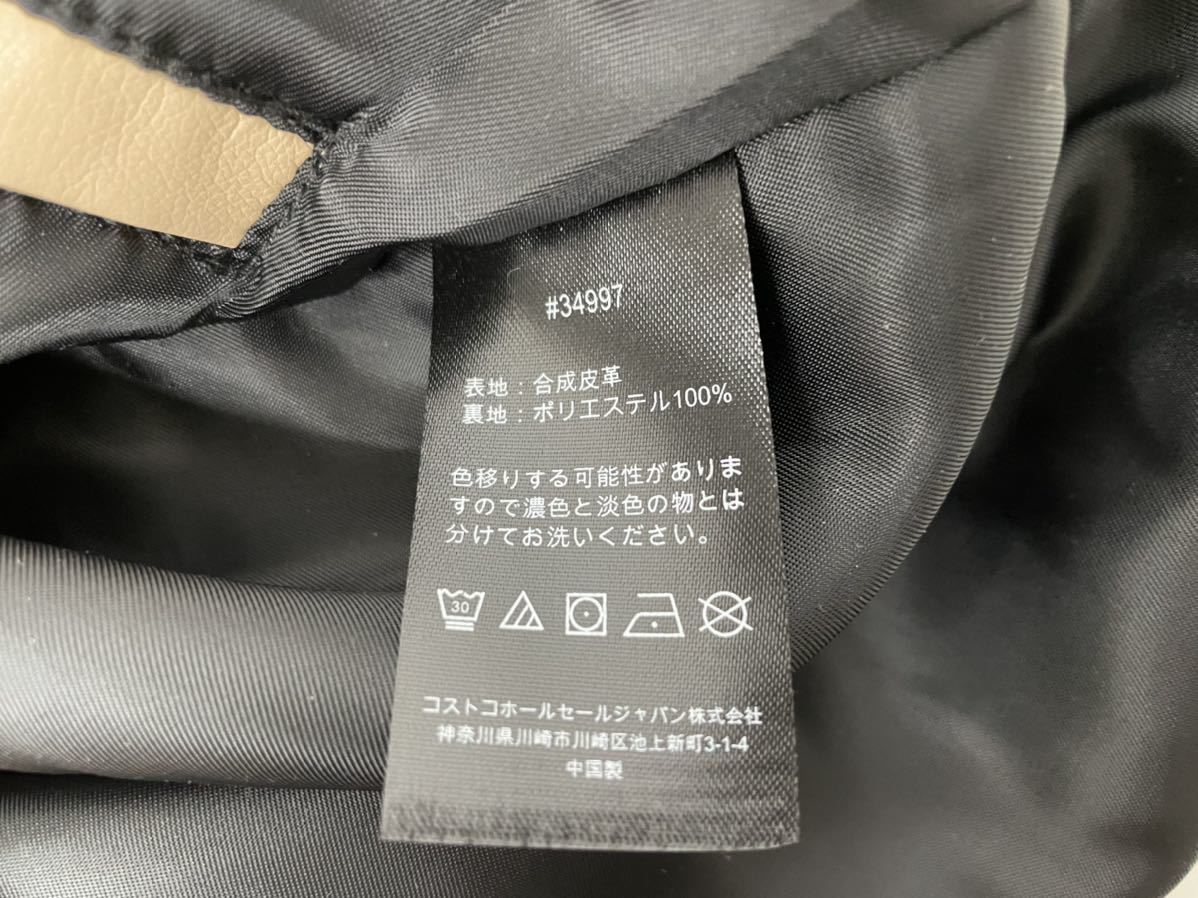 #34997
表地：合成皮革
裏地：ポリエステル100%
色移りする可能性がありま
すので濃色と淡色の物とは
分けてお洗いください。
30
コストコホールセールジャパン株式会社
神奈川県川崎市川崎区池上新町3-1-4
中国製